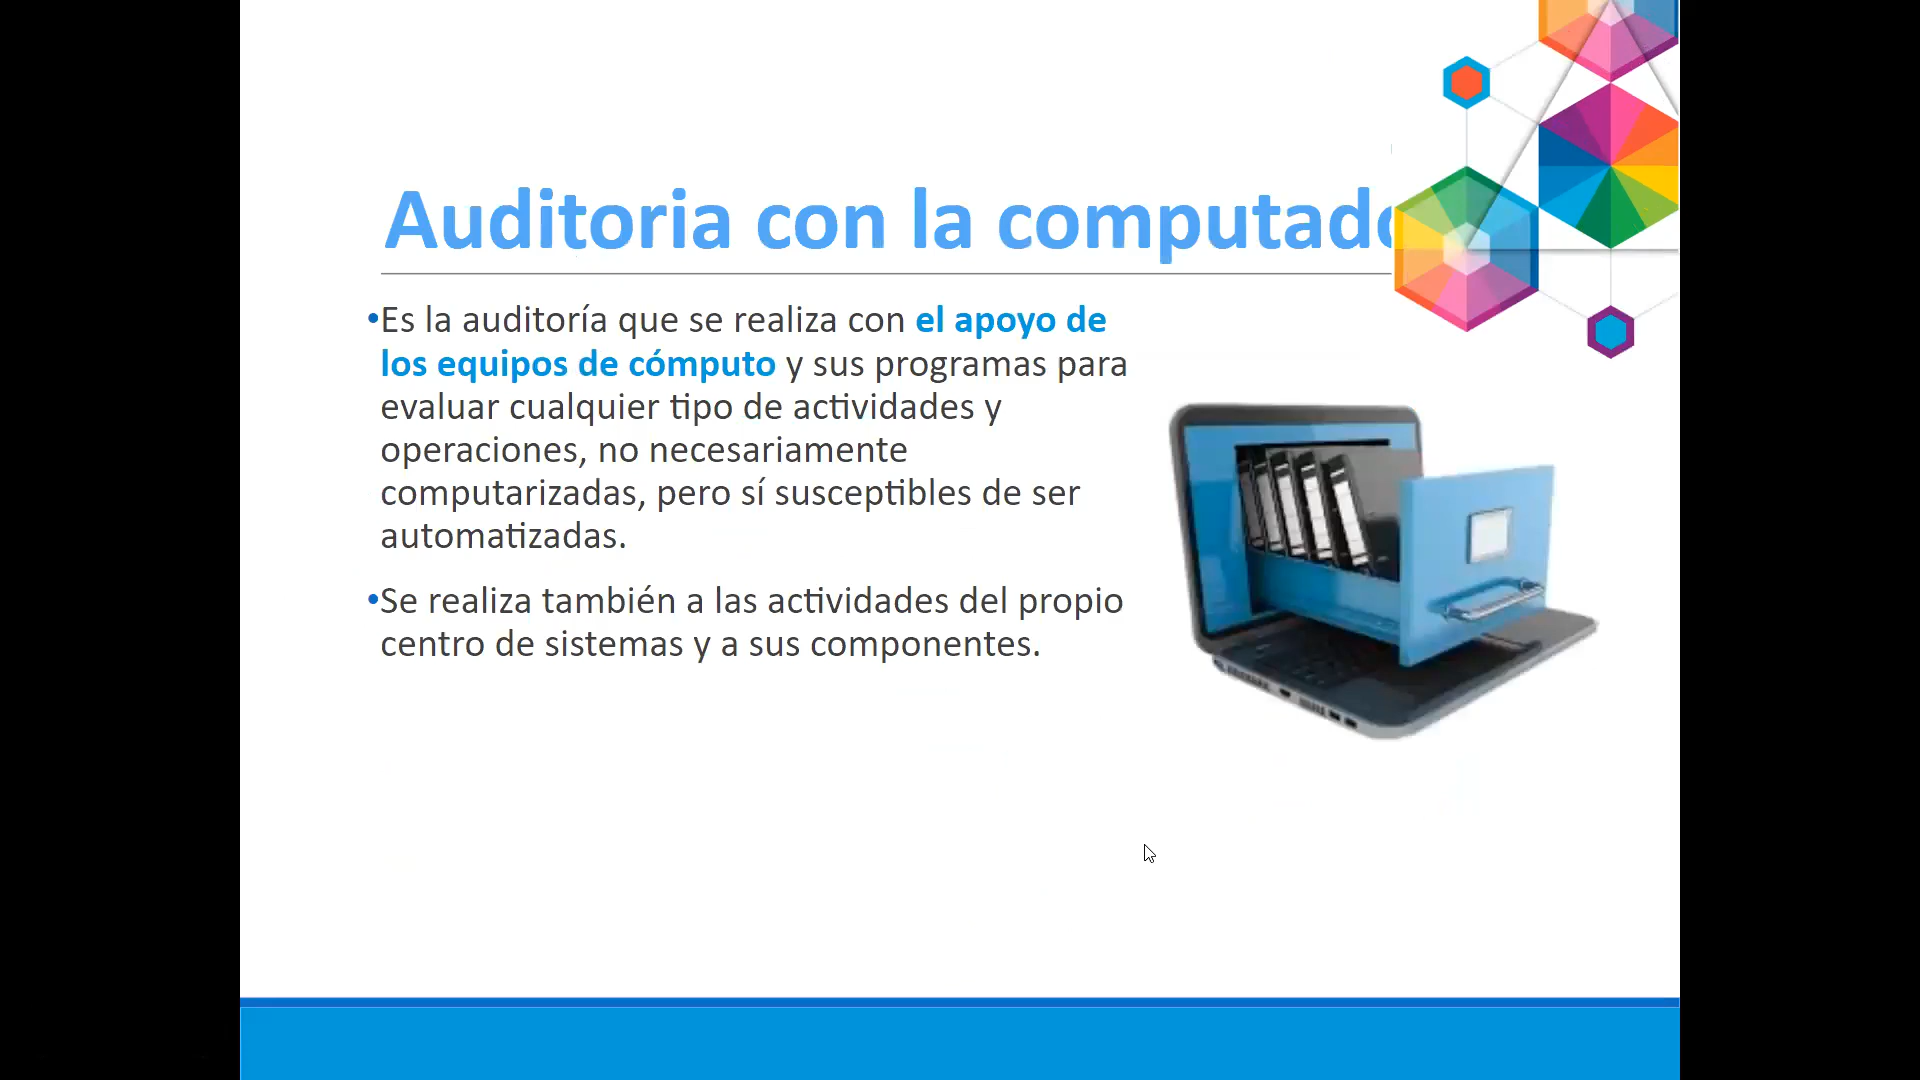 Auditoria con la
•Es la auditoría que se realiza con el apoyo de
los equipos de cómputo y sus programas para
evaluar cualquier tipo de actividades y
operaciones, no necesariamente
computarizadas, pero sí susceptibles de ser
automatizadas.
•Se realiza también a las actividades del propio
centro de sistemas y a sus componentes.